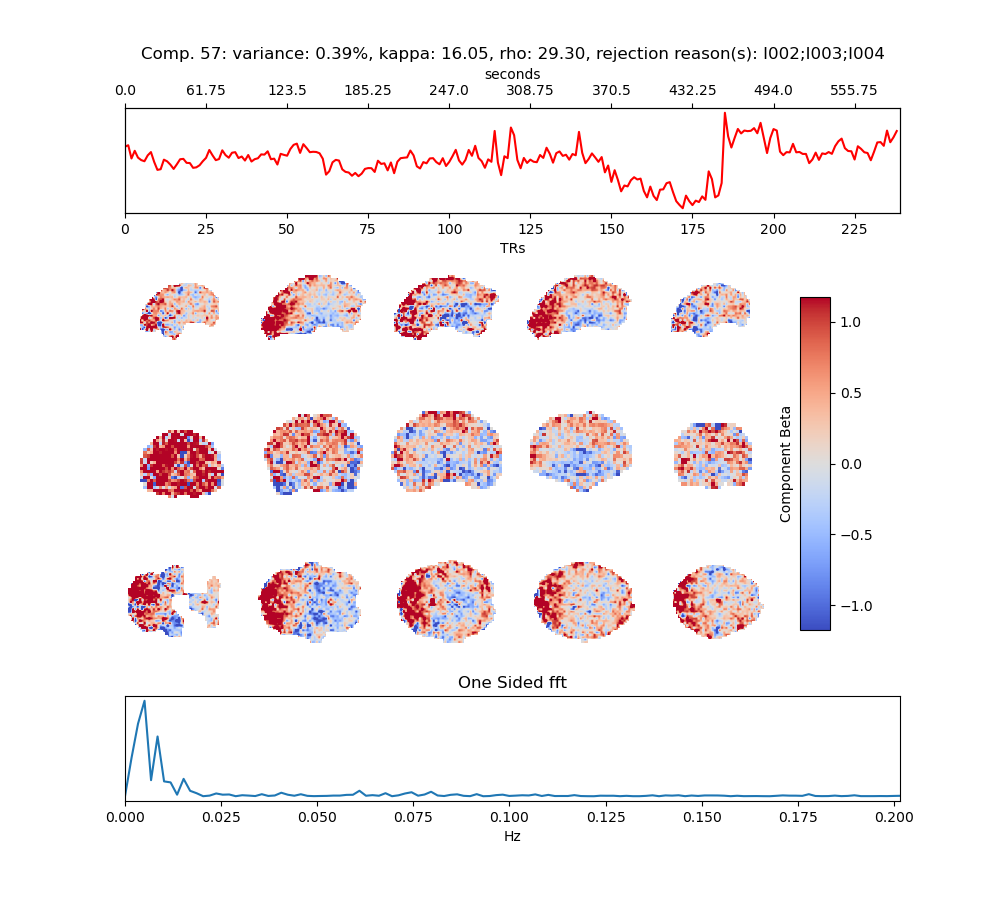 Comp. 57: variance: 0.39%, kappa: 16.05, rho: 29.30, rejection reason(s): I002;I003;I004
seconds
0.0 61.75 123.5 185.25 247.0 308.75 370.5 432.25 494.0 555.75
0 25 50 75 100 125 150 175 200 225
TRs
1.0
0.5
0.0
−0.5
−1.0
Component Beta
One Sided fft
0.000 0.025 0.050 0.075 0.100 0.125 0.150 0.175 0.200
Hz